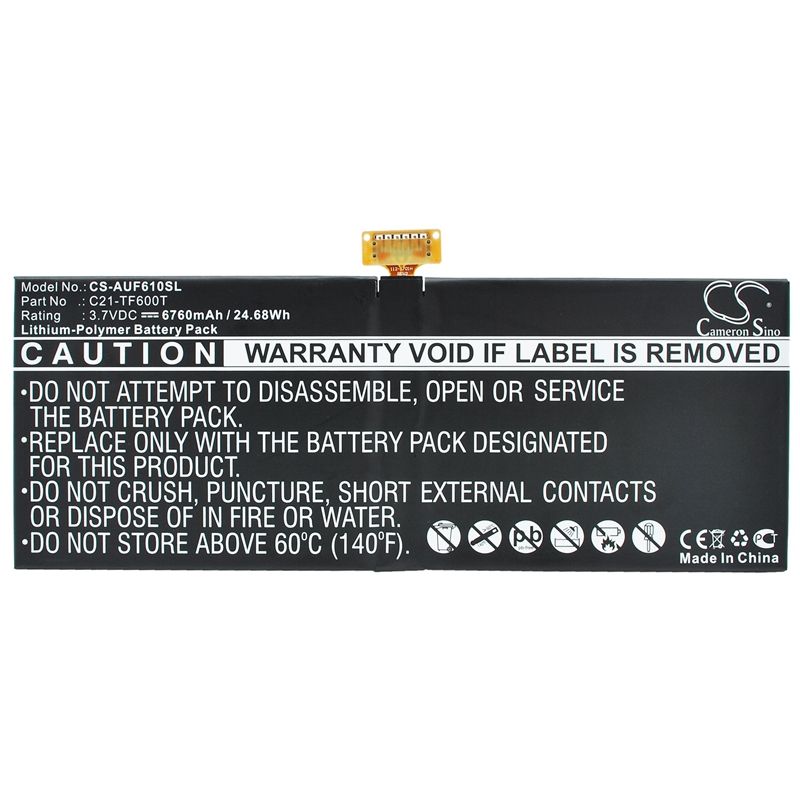 Model No. : CS-AUF610SL
Part No : C21-TF600T
Rating : 3.7VDC 6760mAh / 24.68Wh
Lithium-Polymer Battery Pack
CS
Cameron Sino
CAUTION WARRANTY VOID IF LABEL IS REMOVED
•DO NOT ATTEMPT TO DISASSEMBLE, OPEN OR SERVICE
THE BATTERY PACK.
•REPLACE ONLY WITH THE BATTERY PACK DESIGNATED
FOR THIS PRODUCT.
•DO NOT CRUSH, PUNCTURE, SHORT EXTERNAL CONTACTS
OR DISPOSE OF IN FIRE OR WATER.
•DO NOT STORE ABOVE 60°C (140°F).
Pb
CE
Made In China